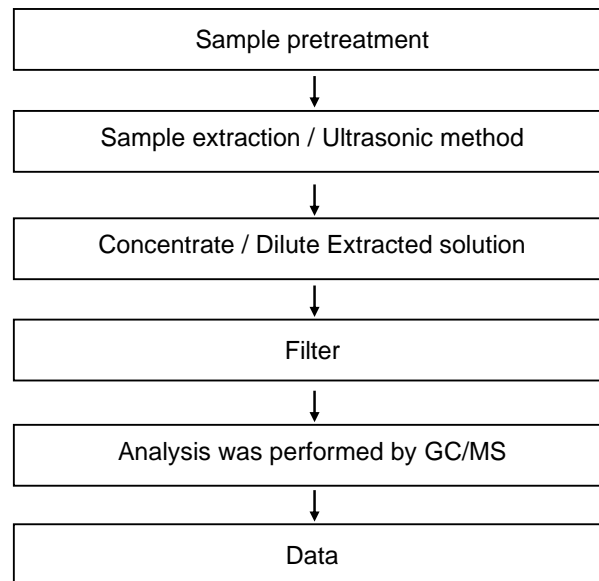 Sample pretreatment
Sample extraction / Ultrasonic method
Concentrate / Dilute Extracted solution
Filter
Analysis was performed by GC/MS
Data